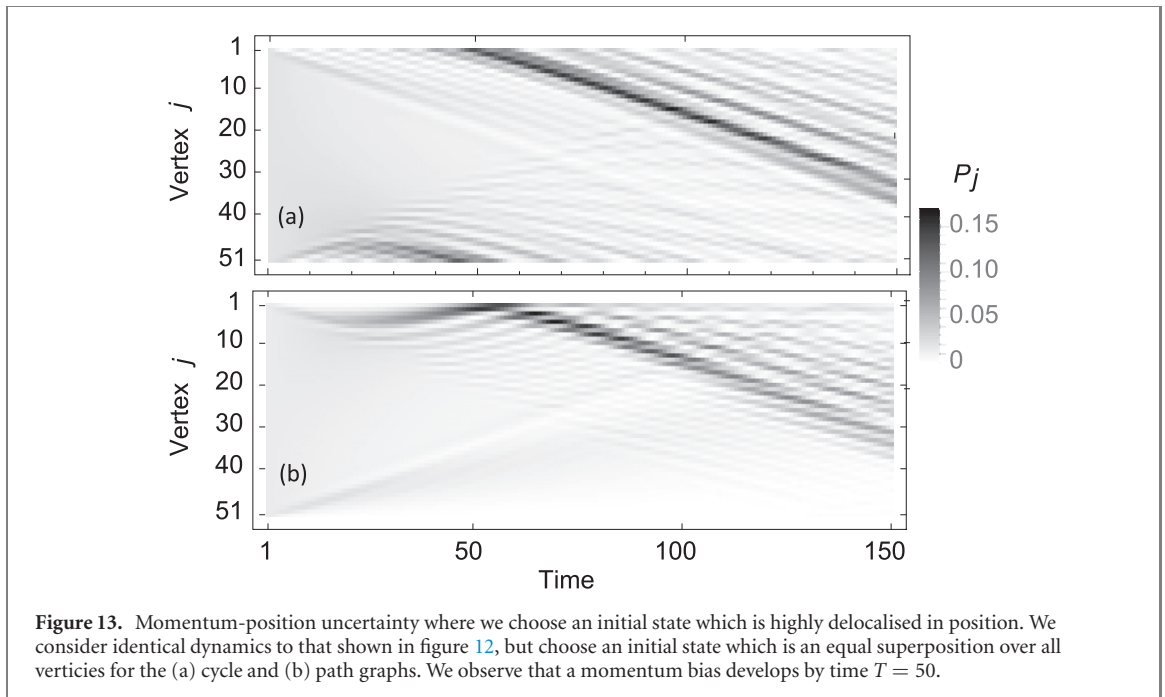 1
10
20
30
40
51
Vertex j
(a)
Pj
0.15
0.10
0.05
0
1
10
20
30
40
51
Vertex j
(b)
1
50
100
150
Time
Figure 13. Momentum-position uncertainty where we choose an initial state which is highly delocalised in position. We
consider identical dynamics to that shown in figure 12, but choose an initial state which is an equal superposition over all
verticies for the (a) cycle and (b) path graphs. We observe that a momentum bias develops by time T = 50.